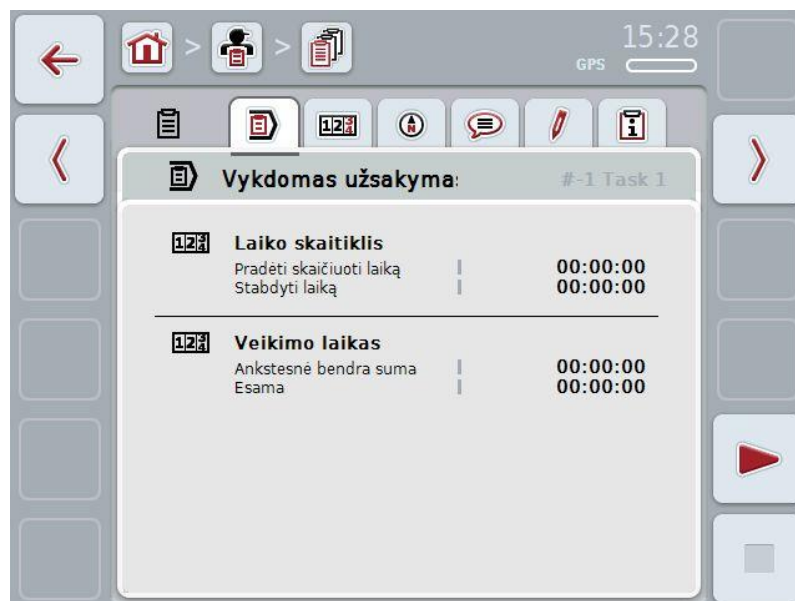 15:28
GPS
Vykdomas užsakymas
#-1 Task 1
Laiko skaitiklis
Pradėti skaičiuoti laiką 00:00:00
Stabdyti laiką 00:00:00
Veikimo laikas
Ankstesnė bendra suma 00:00:00
Esama 00:00:00